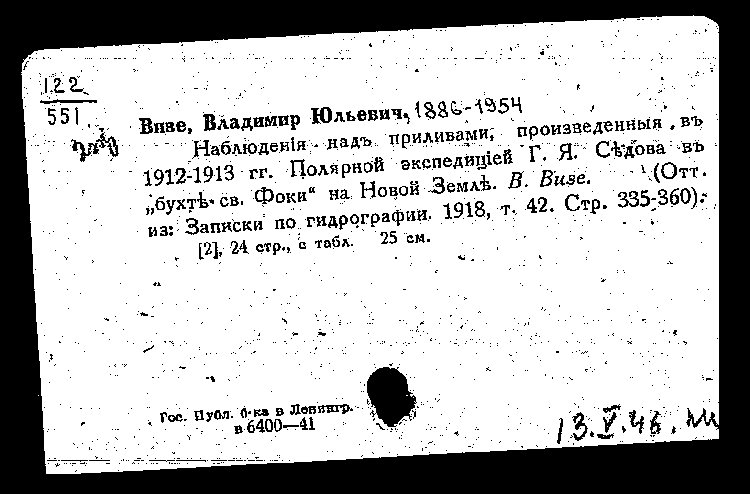 122
551
Визе, Владимир Юльевич, 1886-1954
Наблюденія надъ приливами, произведенныя въ
1912-1913 гг. Полярной экспедиціей Г. Я. Сѣдова въ
„бухтѣ св. Фоки“ на Новой Землѣ. В. Визе. (Отт.
из: Записки по гидрографии. 1918, т. 42. Стр. 335-360).
[2], 24 стр., с табл. 25 см.
Гос. Публ. б-ка в Ленингр.
в 6400—41
13.V.46.